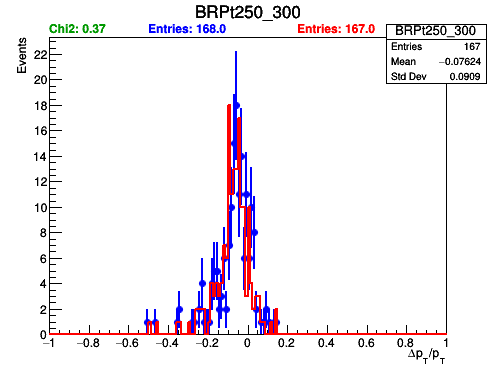 BRPt250_300
Chi2: 0.37 Entries: 168.0 Entries: 167.0
BRPt250_300
Entries 167
Mean −0.07624
Std Dev 0.0909
Events
22
20
18
16
14
12
10
8
6
4
2
0
−1 −0.8 −0.6 −0.4 −0.2 0 0.2 0.4 0.6 0.8 1
Δp_T/p_T